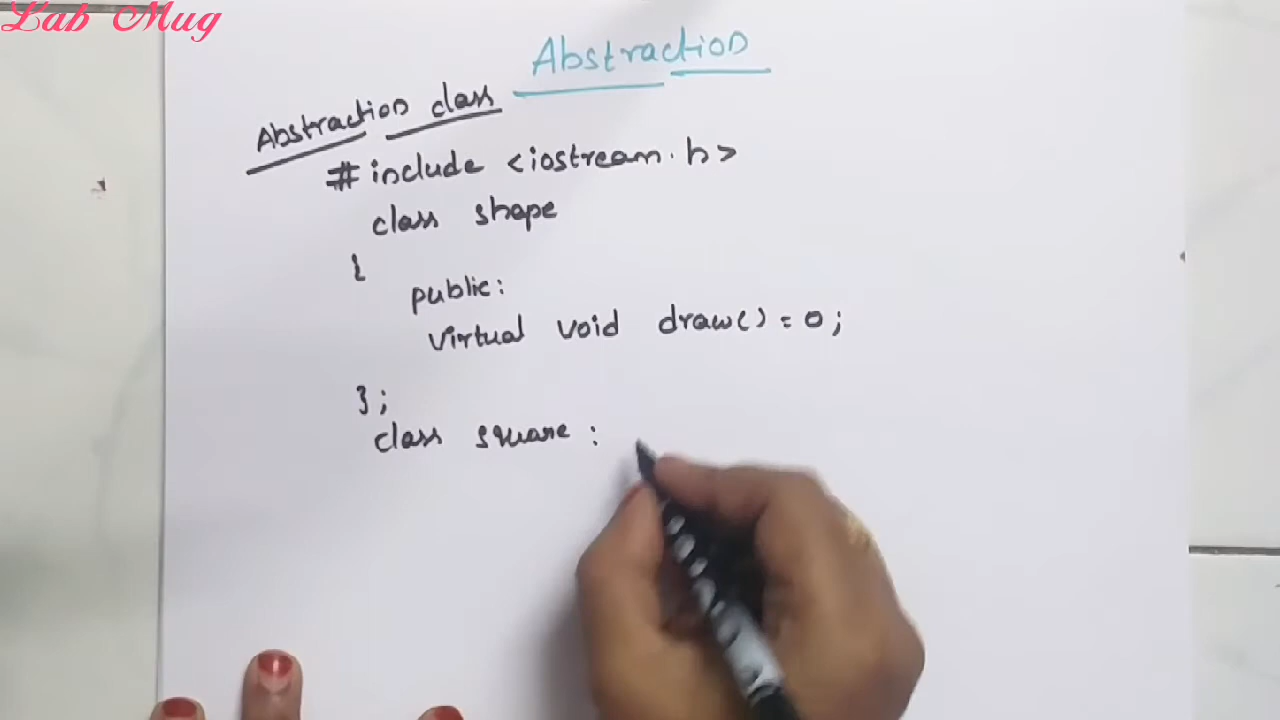 Lab Mug
Abstraction
Abstraction class
# include <iostream.h>
class shape
{
public:
virtual void draw() = 0;
};
class square :